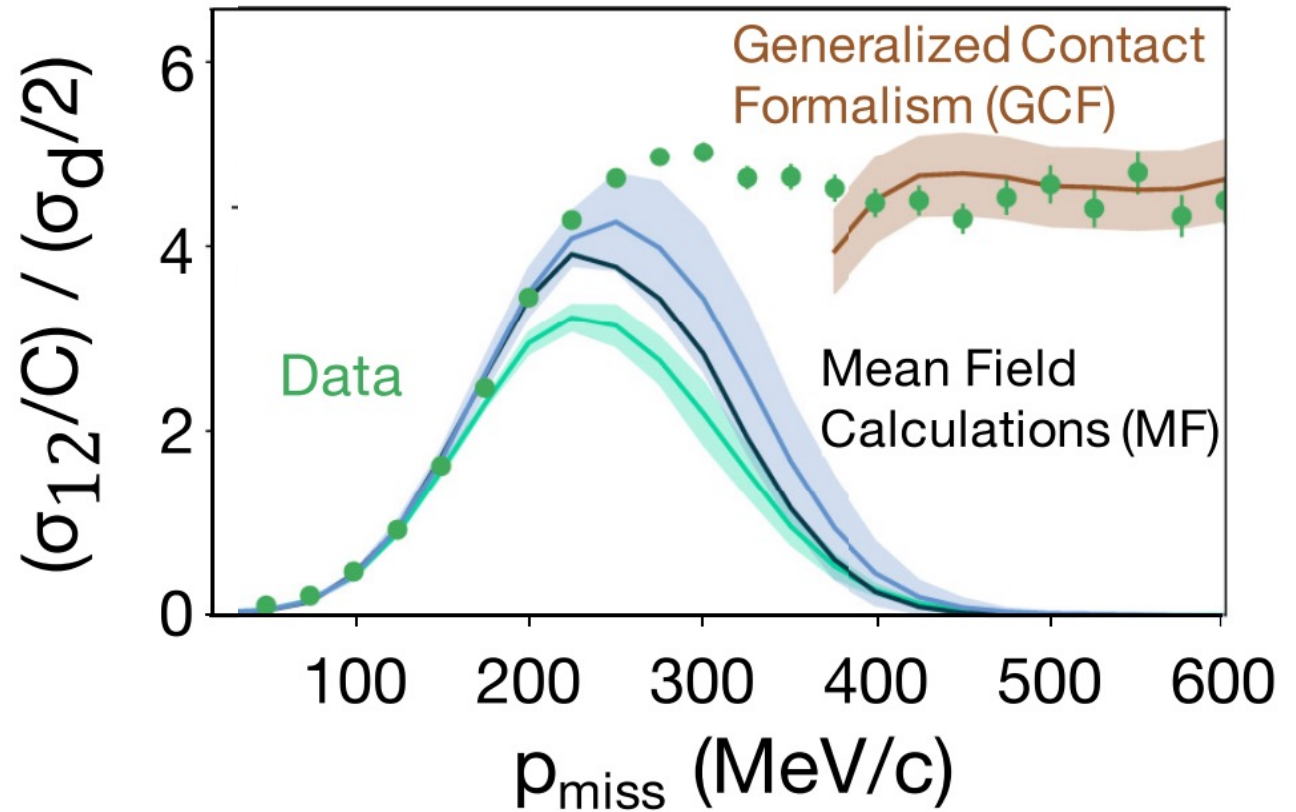 6
4
2
0
(σ12/C) / (σd/2)
Generalized Contact
Formalism (GCF)
Data
Mean Field
Calculations (MF)
100 200 300 400 500 600
pmiss (MeV/c)